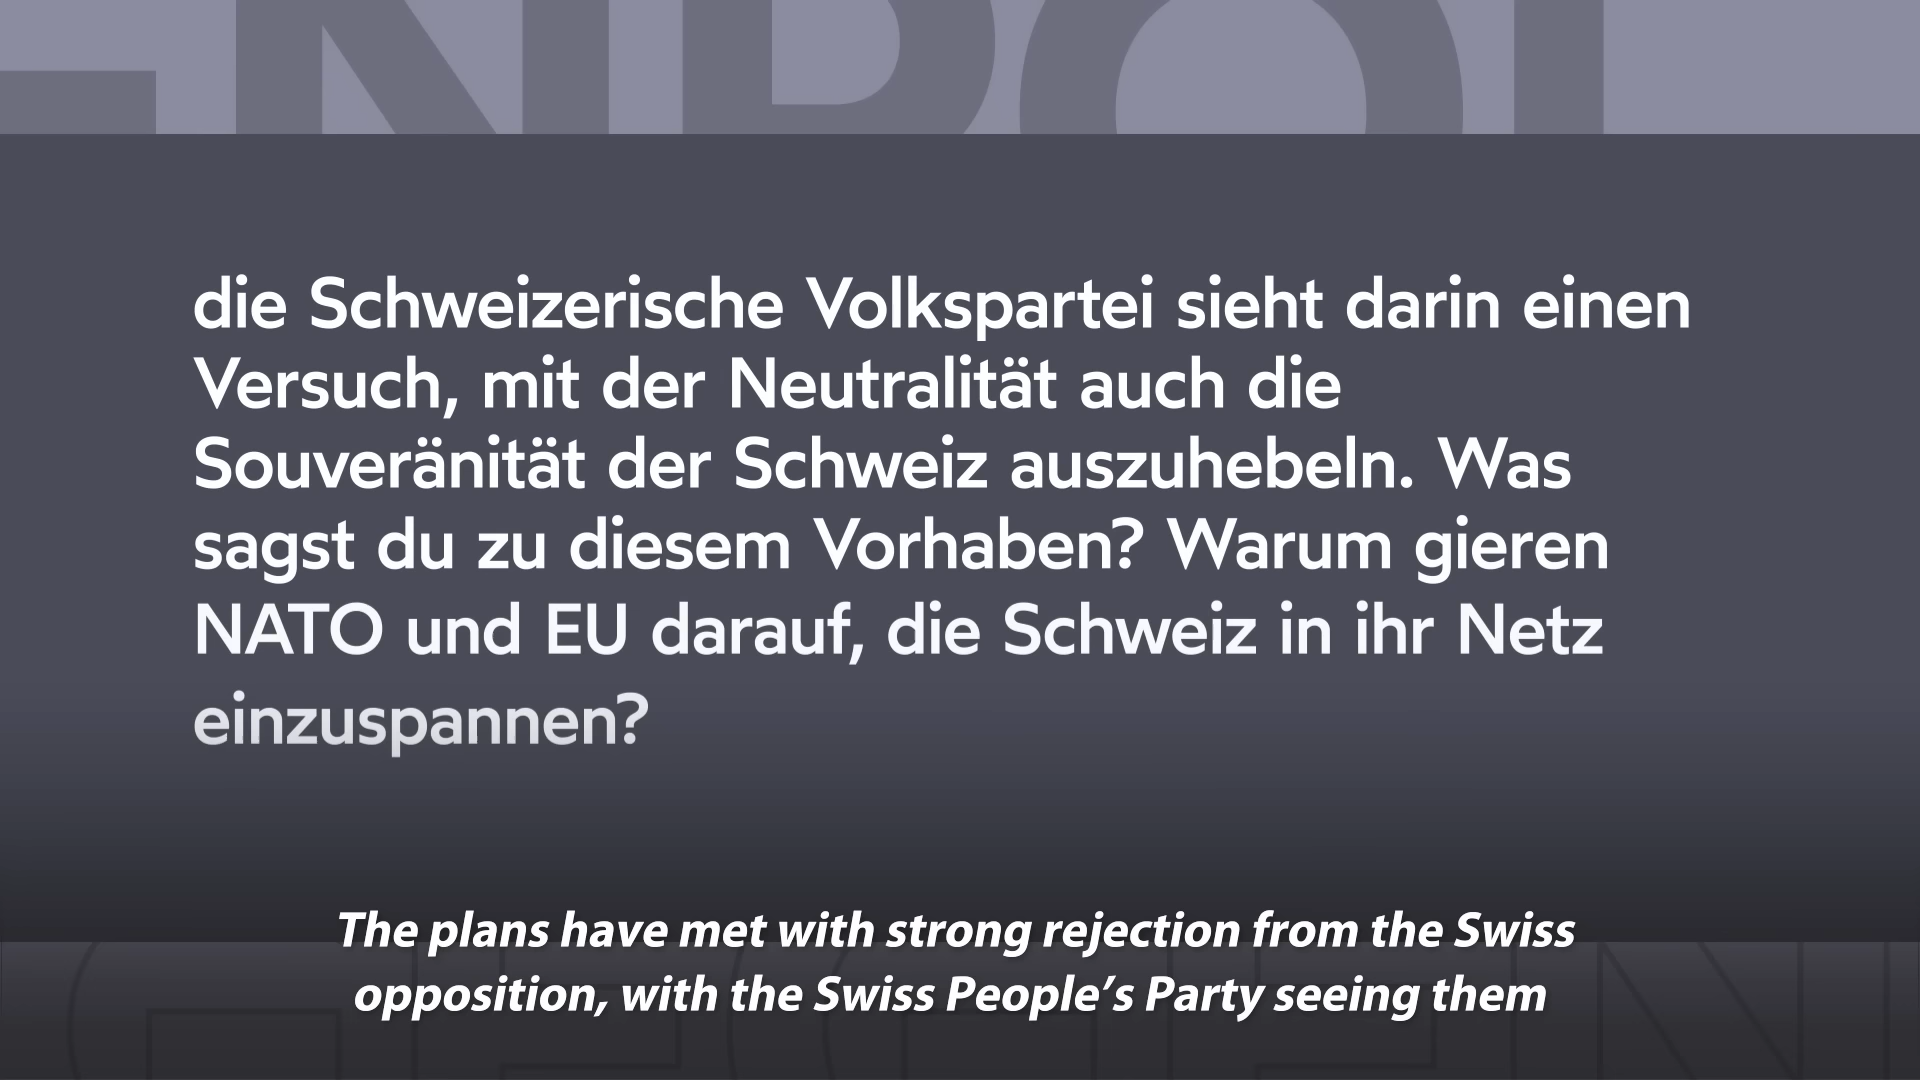 die Schweizerische Volkspartei sieht darin einen
Versuch, mit der Neutralität auch die
Souveränität der Schweiz auszuhebeln. Was
sagst du zu diesem Vorhaben? Warum gieren
NATO und EU darauf, die Schweiz in ihr Netz
einzuspannen?
The plans have met with strong rejection from the Swiss
opposition, with the Swiss People's Party seeing them